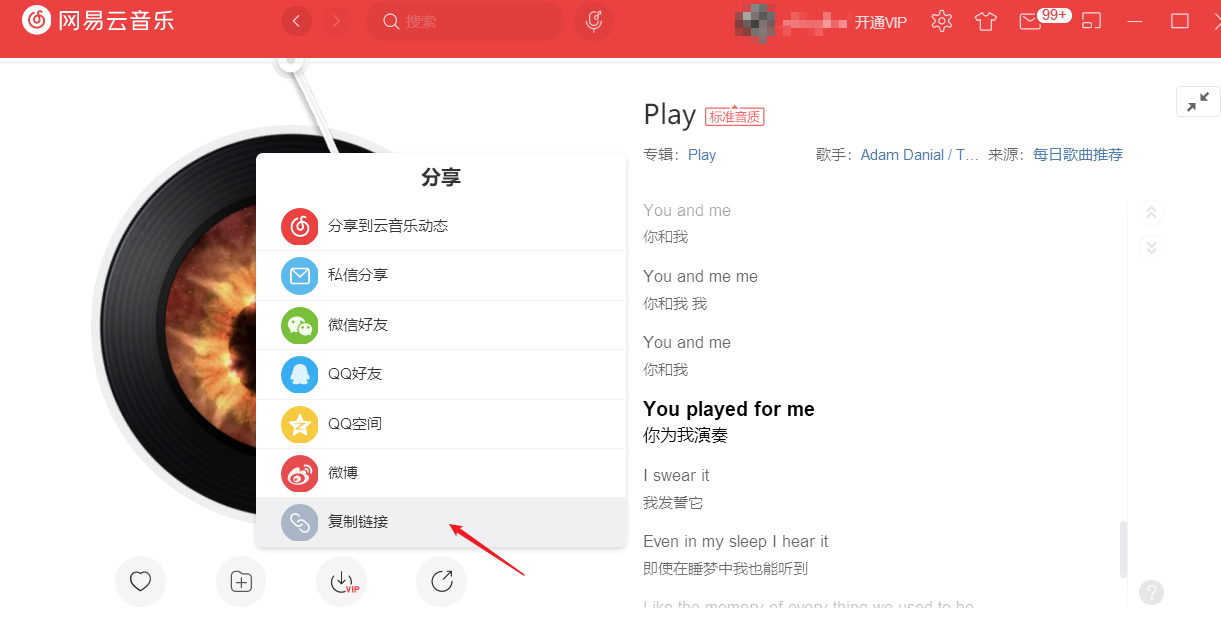 网易云音乐
搜索
开通VIP
99+
Play 标准音质
专辑：Play 歌手：Adam Danial / T... 来源：每日歌曲推荐
分享
分享到云音乐动态
私信分享
微信好友
QQ好友
QQ空间
微博
复制链接
VIP
You and me
你和我
You and me me
你和我 我
You and me
你和我
You played for me
你为我演奏
I swear it
我发誓它
Even in my sleep I hear it
即使在睡梦中我也能听到
Like the memory of every thing we used to be
?